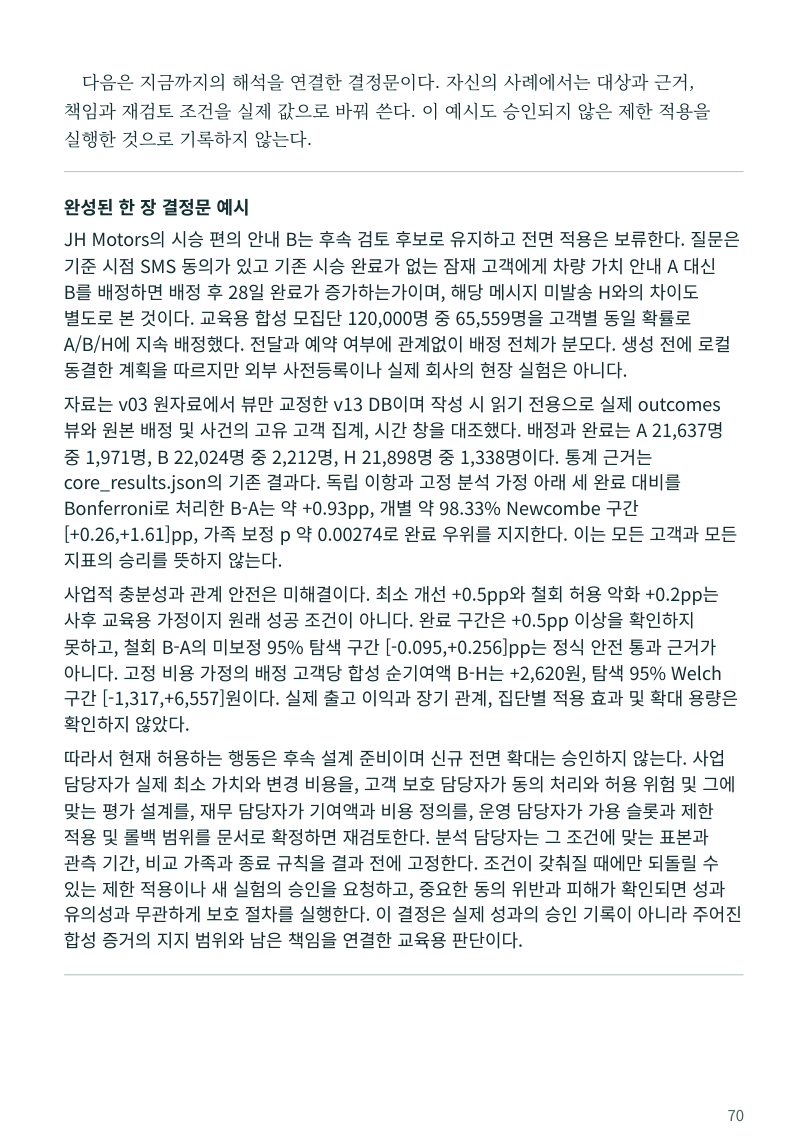 다음은 지금까지의 해석을 연결한 결정문이다. 자신의 사례에서는 대상과 근거,
책임과 재검토 조건을 실제 값으로 바꿔 쓴다. 이 예시도 승인되지 않은 제한 적용을
실행한 것으로 기록하지 않는다.
완성된 한 장 결정문 예시
JH Motors의 시승 편의 안내 B는 후속 검토 후보로 유지하고 전면 적용은 보류한다. 질문은
기준 시점 SMS 동의가 있고 기존 시승 완료가 없는 잠재 고객에게 차량 가치 안내 A 대신
B를 배정하면 배정 후 28일 완료가 증가하는가이며, 해당 메시지 미발송 H와의 차이도
별도로 본 것이다. 교육용 합성 모집단 120,000명 중 65,559명을 고객별 동일 확률로
A/B/H에 지속 배정했다. 전달과 예약 여부에 관계없이 배정 전체가 분모다. 생성 전에 로컬
동결한 계획을 따르지만 외부 사전등록이나 실제 회사의 현장 실험은 아니다.
자료는 v03 원자료에서 뷰만 교정한 v13 DB이며 작성 시 읽기 전용으로 실제 outcomes
뷰와 원본 배정 및 사건의 고유 고객 집계, 시간 창을 대조했다. 배정과 완료는 A 21,637명
중 1,971명, B 22,024명 중 2,212명, H 21,898명 중 1,338명이다. 통계 근거는
core_results.json의 기존 결과다. 독립 이항과 고정 분석 가정 아래 세 완료 대비를
Bonferroni로 처리한 B-A는 약 +0.93pp, 개별 약 98.33% Newcombe 구간
[+0.26,+1.61]pp, 가족 보정 p 약 0.00274로 완료 우위를 지지한다. 이는 모든 고객과 모든
지표의 승리를 뜻하지 않는다.
사업적 충분성과 관계 안전은 미해결이다. 최소 개선 +0.5pp와 철회 허용 악화 +0.2pp는
사후 교육용 가정이지 원래 성공 조건이 아니다. 완료 구간은 +0.5pp 이상을 확인하지
못하고, 철회 B-A의 미보정 95% 탐색 구간 [-0.095,+0.256]pp는 정식 안전 통과 근거가
아니다. 고정 비용 가정의 배정 고객당 합성 순기여액 B-H는 +2,620원, 탐색 95% Welch
구간 [-1,317,+6,557]원이다. 실제 출고 이익과 장기 관계, 집단별 적용 효과 및 확대 용량은
확인하지 않았다.
따라서 현재 허용하는 행동은 후속 설계 준비이며 신규 전면 확대는 승인하지 않는다. 사업
담당자가 실제 최소 가치와 변경 비용을, 고객 보호 담당자가 동의 처리와 허용 위험 및 그에
맞는 평가 설계를, 재무 담당자가 기여액과 비용 정의를, 운영 담당자가 가용 슬롯과 제한
적용 및 롤백 범위를 문서로 확정하면 재검토한다. 분석 담당자는 그 조건에 맞는 표본과
관측 기간, 비교 가족과 종료 규칙을 결과 전에 고정한다. 조건이 갖춰질 때에만 되돌릴 수
있는 제한 적용이나 새 실험의 승인을 요청하고, 중요한 동의 위반과 피해가 확인되면 성과
유의성과 무관하게 보호 절차를 실행한다. 이 결정은 실제 성과의 승인 기록이 아니라 주어진
합성 증거의 지지 범위와 남은 책임을 연결한 교육용 판단이다.
70